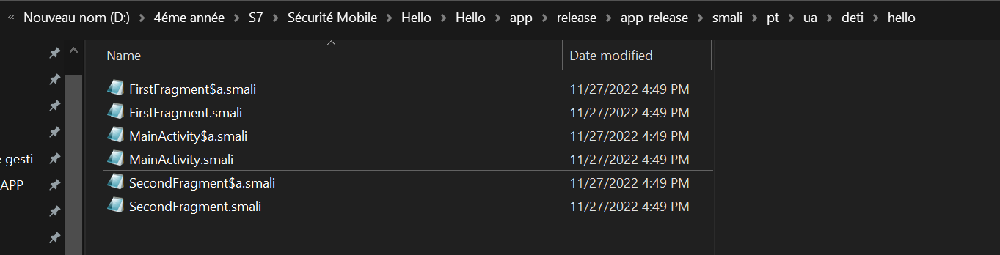 « Nouveau nom (D:) > 4éme année > S7 > Sécurité Mobile > Hello > Hello > app > release > app-release > smali > pt > ua > deti > hello
Name Date modified
FirstFragment$a.smali 11/27/2022 4:49 PM
FirstFragment.smali 11/27/2022 4:49 PM
MainActivity$a.smali 11/27/2022 4:49 PM
e gesti MainActivity.smali 11/27/2022 4:49 PM
APP SecondFragment$a.smali 11/27/2022 4:49 PM
SecondFragment.smali 11/27/2022 4:49 PM